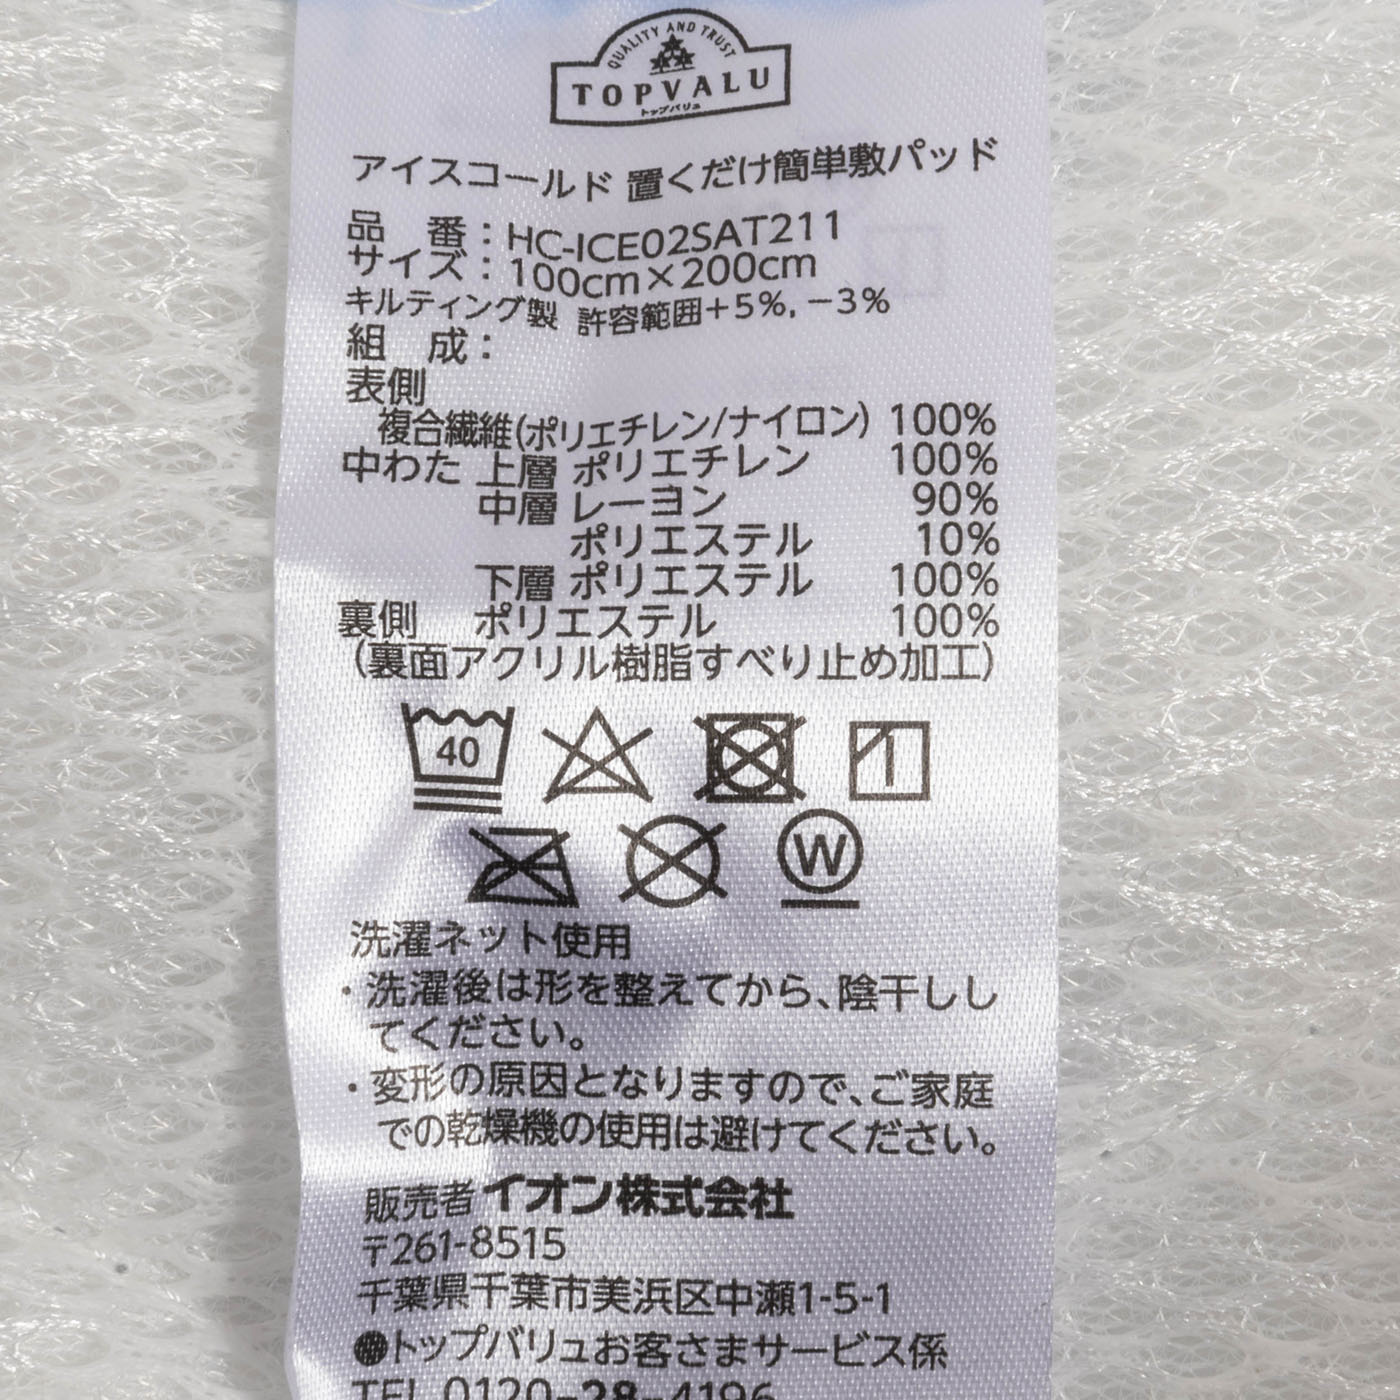 QUALITY AND TRUST
TOPVALU
トップバリュ
アイスコールド 置くだけ簡単敷パッド
品 番：HC-ICE02SAT211
サイズ：100cm×200cm
キルティング製 許容範囲＋5%，－3%
組 成：
表側
複合繊維(ポリエチレン/ナイロン) 100%
中わた 上層 ポリエチレン 100%
中層 レーヨン 90%
ポリエステル 10%
下層 ポリエステル 100%
裏側 ポリエステル 100%
（裏面アクリル樹脂すべり止め加工）
40
W
洗濯ネット使用
・洗濯後は形を整えてから、陰干しし
てください。
・変形の原因となりますので、ご家庭
での乾燥機の使用は避けてください。
販売者 イオン株式会社
〒261-8515
千葉県千葉市美浜区中瀬1-5-1
●トップバリュお客さまサービス係
TEL 0120-28-4196